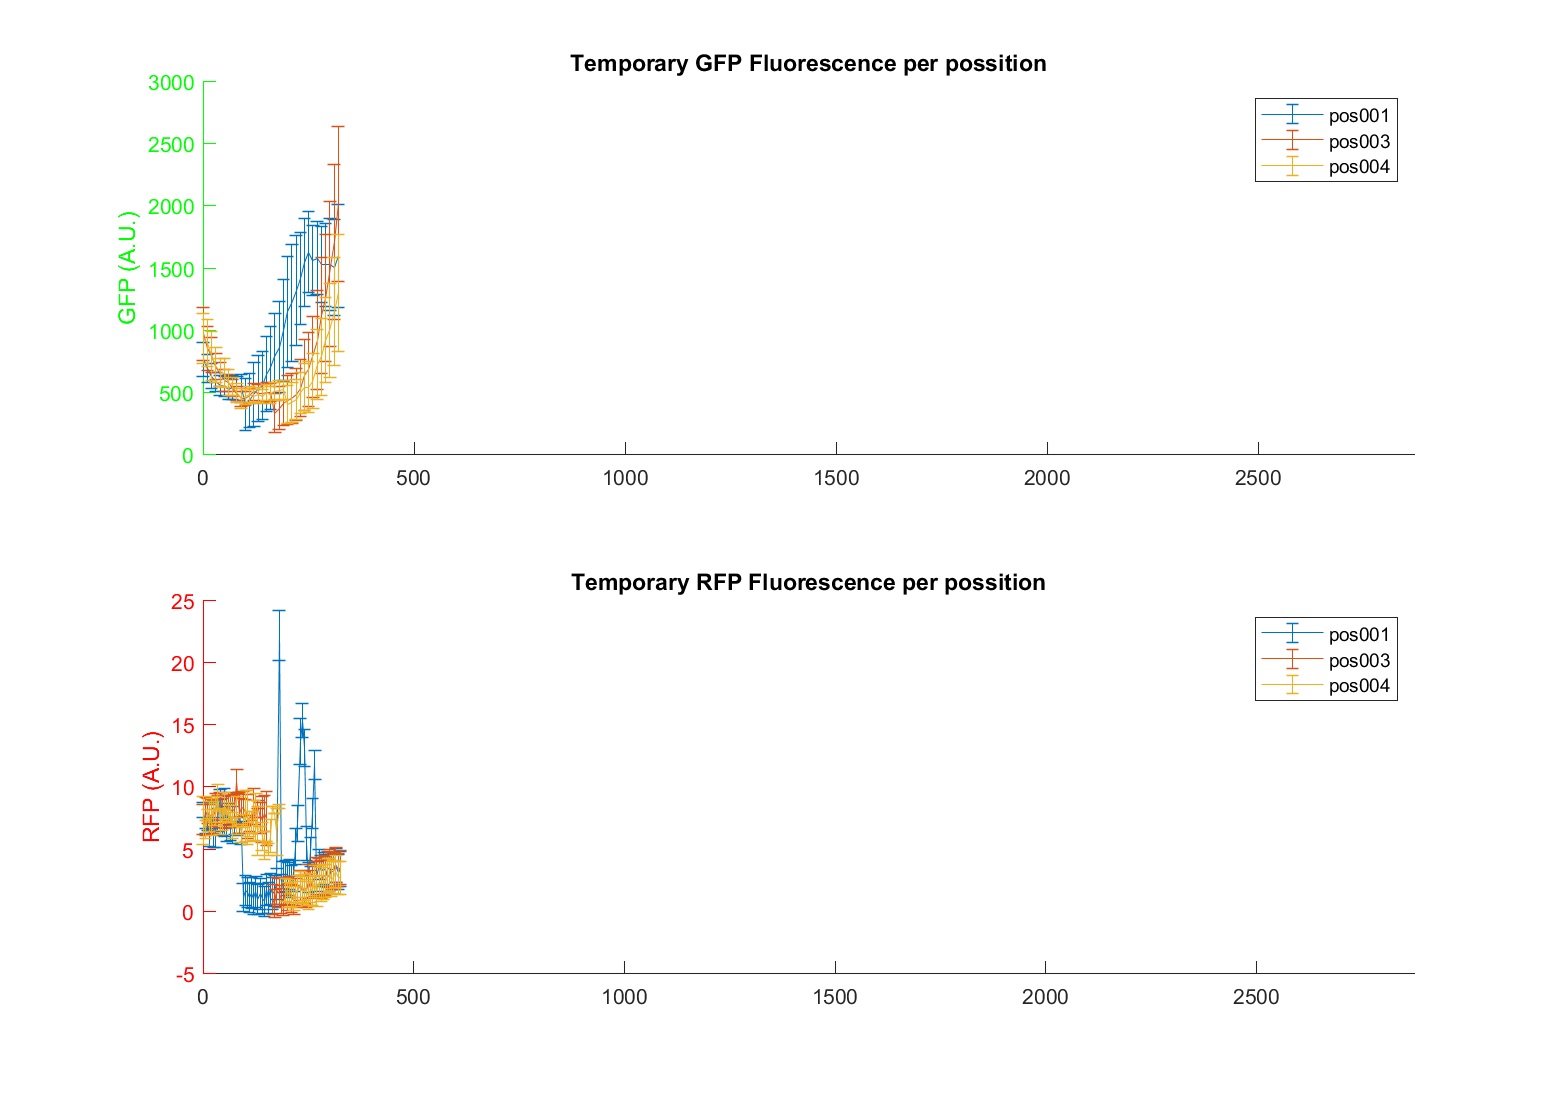 Temporary GFP Fluorescence per possition
3000
2500
2000
1500
1000
500
0
GFP (A.U.)
pos001
pos003
pos004
0 500 1000 1500 2000 2500
Temporary RFP Fluorescence per possition
25
20
15
10
5
0
-5
RFP (A.U.)
pos001
pos003
pos004
0 500 1000 1500 2000 2500